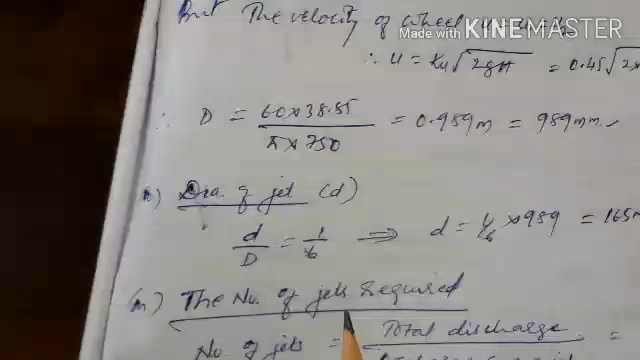 But The velocity of wheel
Made with KINEMASTER
∴ u = Ku√2gH = 0.45√2×
∴ D = 60×38.85 / π×750 = 0.989m = 989mm.
Dia. of jet (d)
d/D = 1/6 ⇒ d = 1/6 ×989 = 165m
(iii) The No. of jets required
No of jets = Total discharge =